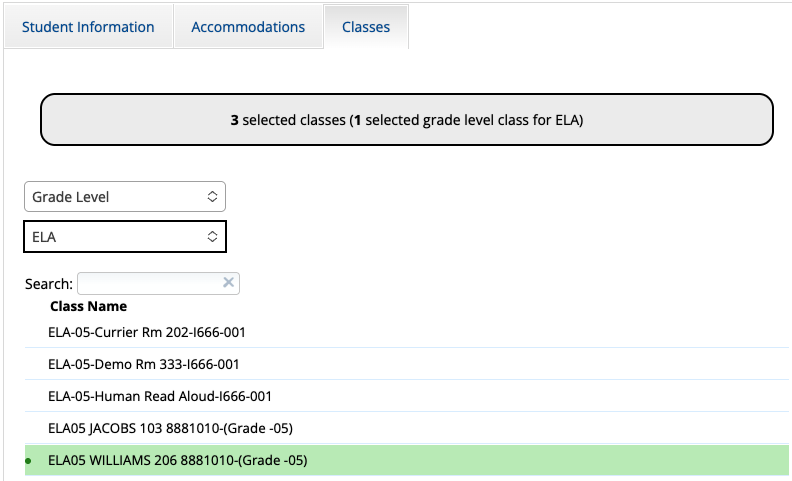 Student Information Accommodations Classes
3 selected classes (1 selected grade level class for ELA)
Grade Level
ELA
Search:
Class Name
ELA-05-Currier Rm 202-I666-001
ELA-05-Demo Rm 333-I666-001
ELA-05-Human Read Aloud-I666-001
ELA05 JACOBS 103 8881010-(Grade -05)
ELA05 WILLIAMS 206 8881010-(Grade -05)